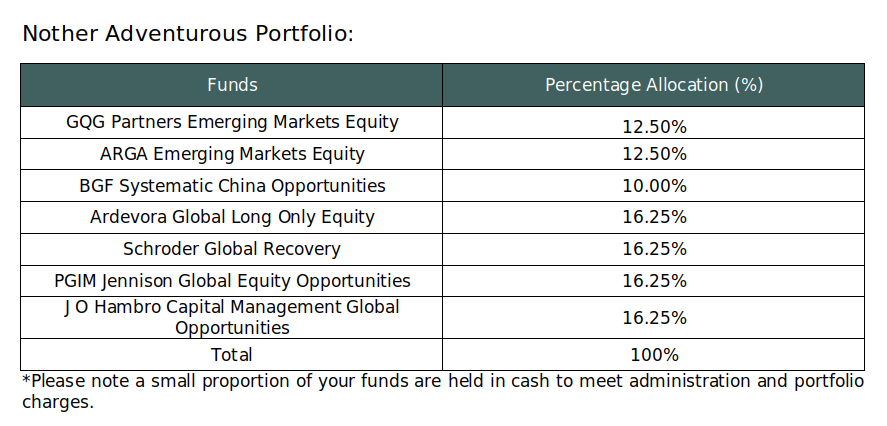 Nother Adventurous Portfolio:
Funds Percentage Allocation (%)
GQG Partners Emerging Markets Equity 12.50%
ARGA Emerging Markets Equity 12.50%
BGF Systematic China Opportunities 10.00%
Ardevora Global Long Only Equity 16.25%
Schroder Global Recovery 16.25%
PGIM Jennison Global Equity Opportunities 16.25%
J O Hambro Capital Management Global
Opportunities 16.25%
Total 100%
*Please note a small proportion of your funds are held in cash to meet administration and portfolio
charges.